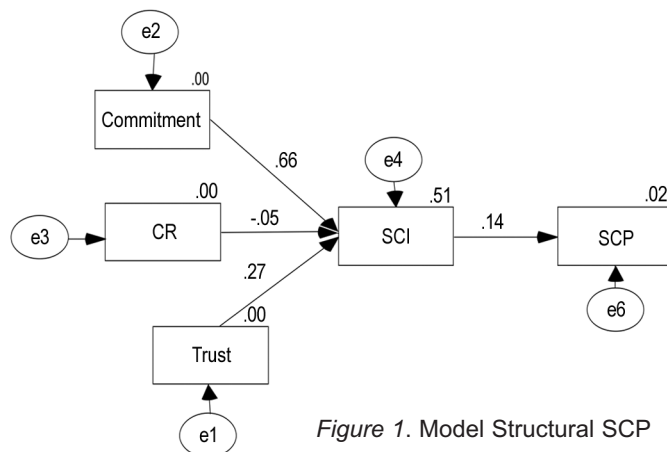 e2
.00
Commitment
.66
e4
.00
.51
.02
e3
CR
-.05
SCI
.14
SCP
.27
.00
e6
Trust
e1
Figure 1. Model Structural SCP